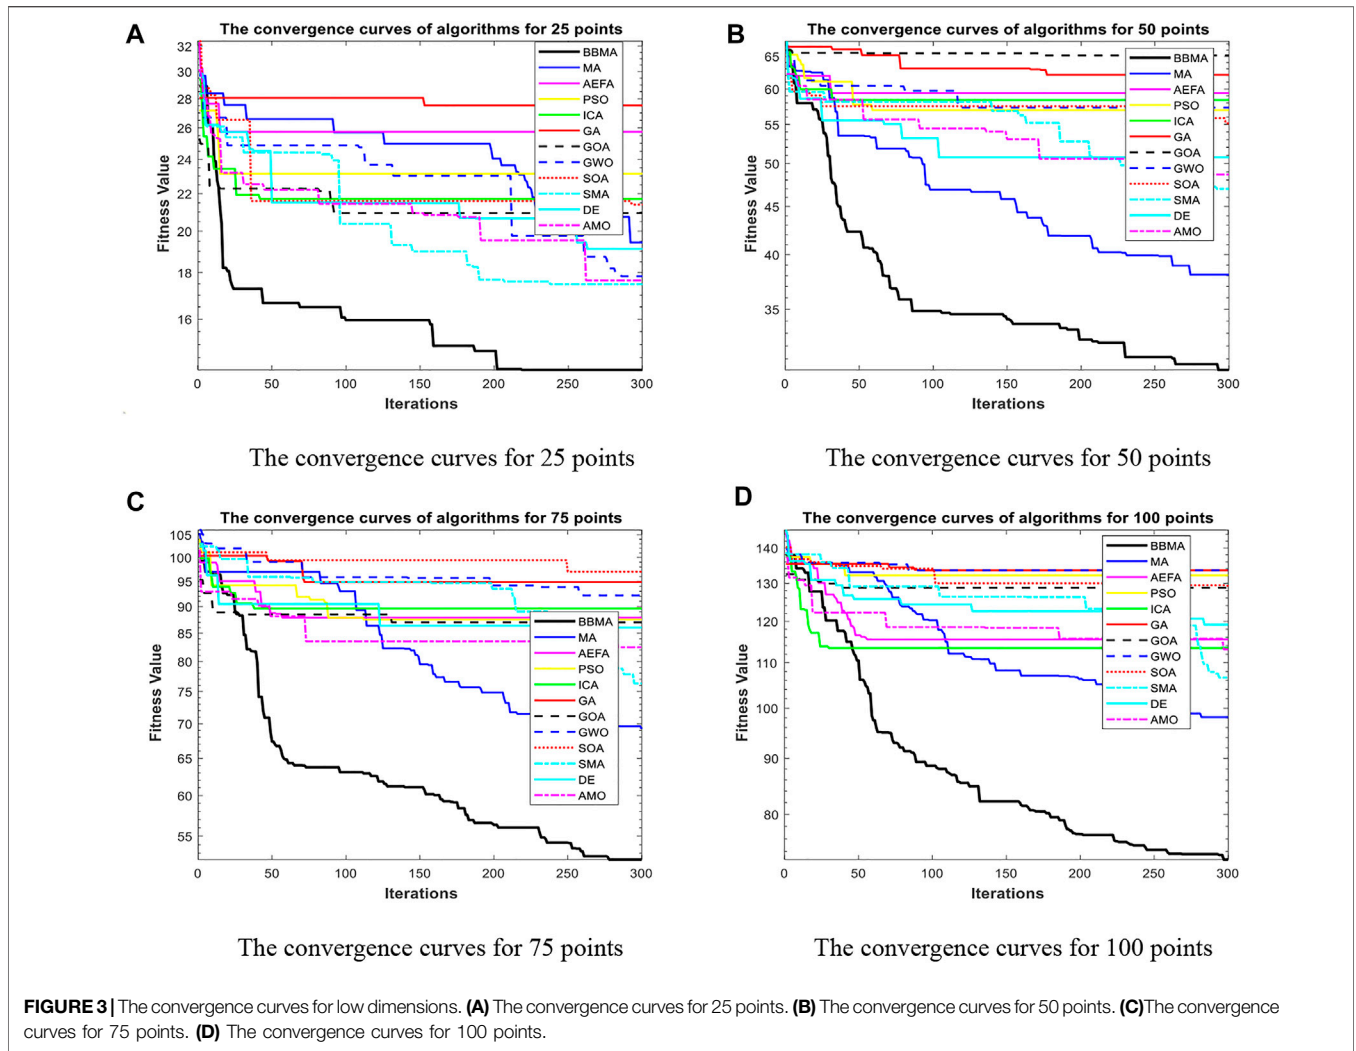 A
The convergence curves of algorithms for 25 points
32
30
28
26
24
22
20
18
16
Fitness Value
0 50 100 150 200 250 300
Iterations
BBMA
MA
AEFA
PSO
ICA
GA
GOA
GWO
SOA
SMA
DE
AMO
The convergence curves for 25 points
B
The convergence curves of algorithms for 50 points
65
60
55
50
45
40
35
Fitness Value
0 50 100 150 200 250 300
Iterations
BBMA
MA
AEFA
PSO
ICA
GA
GOA
GWO
SOA
SMA
DE
AMO
The convergence curves for 50 points
C
The convergence curves of algorithms for 75 points
105
100
95
90
85
80
75
70
65
60
55
Fitness Value
0 50 100 150 200 250 300
Iterations
BBMA
MA
AEFA
PSO
ICA
GA
GOA
GWO
SOA
SMA
DE
AMO
The convergence curves for 75 points
D
The convergence curves of algorithms for 100 points
140
130
120
110
100
90
80
Fitness Value
0 50 100 150 200 250 300
Iterations
BBMA
MA
AEFA
PSO
ICA
GA
GOA
GWO
SOA
SMA
DE
AMO
The convergence curves for 100 points
FIGURE 3 | The convergence curves for low dimensions. (A) The convergence curves for 25 points. (B) The convergence curves for 50 points. (C)The convergence
curves for 75 points. (D) The convergence curves for 100 points.